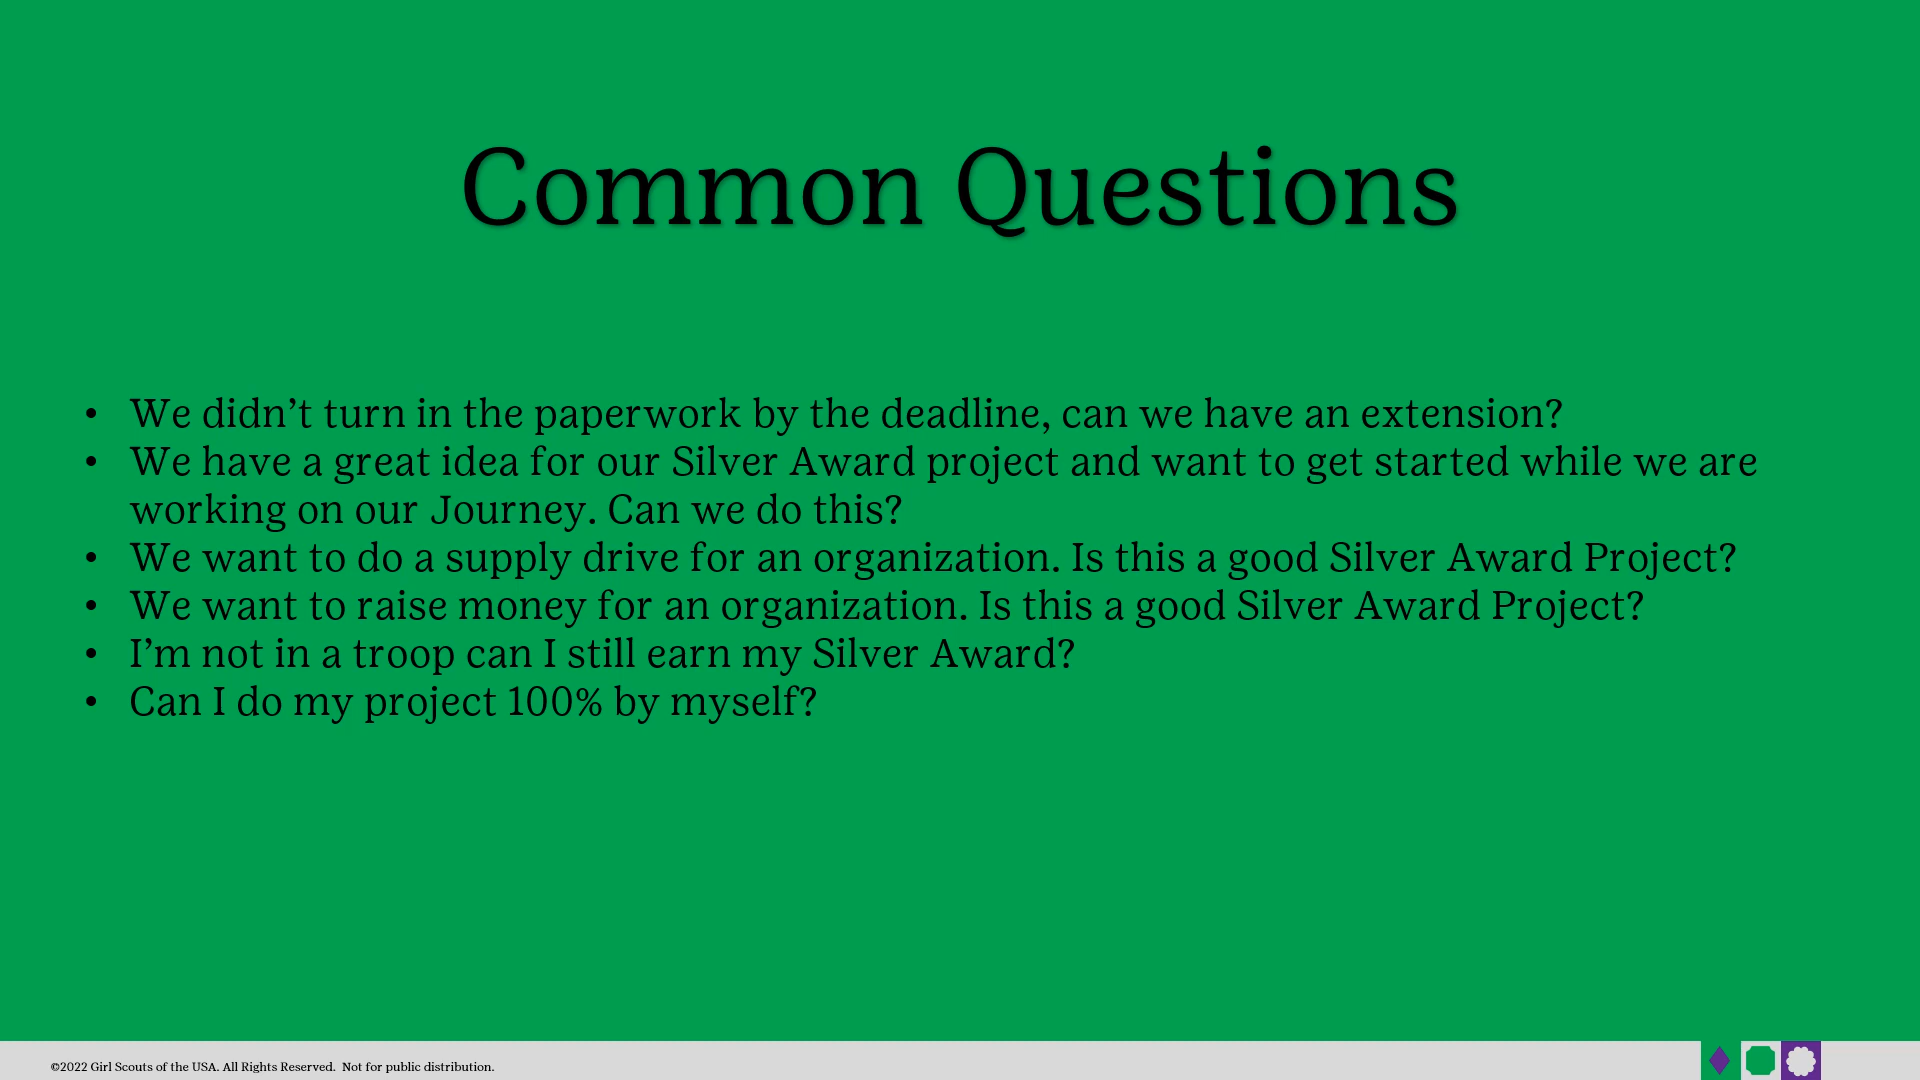 Common Questions
• We didn’t turn in the paperwork by the deadline, can we have an extension?
• We have a great idea for our Silver Award project and want to get started while we are
working on our Journey. Can we do this?
• We want to do a supply drive for an organization. Is this a good Silver Award Project?
• We want to raise money for an organization. Is this a good Silver Award Project?
• I’m not in a troop can I still earn my Silver Award?
• Can I do my project 100% by myself?
©2022 Girl Scouts of the USA. All Rights Reserved.  Not for public distribution.